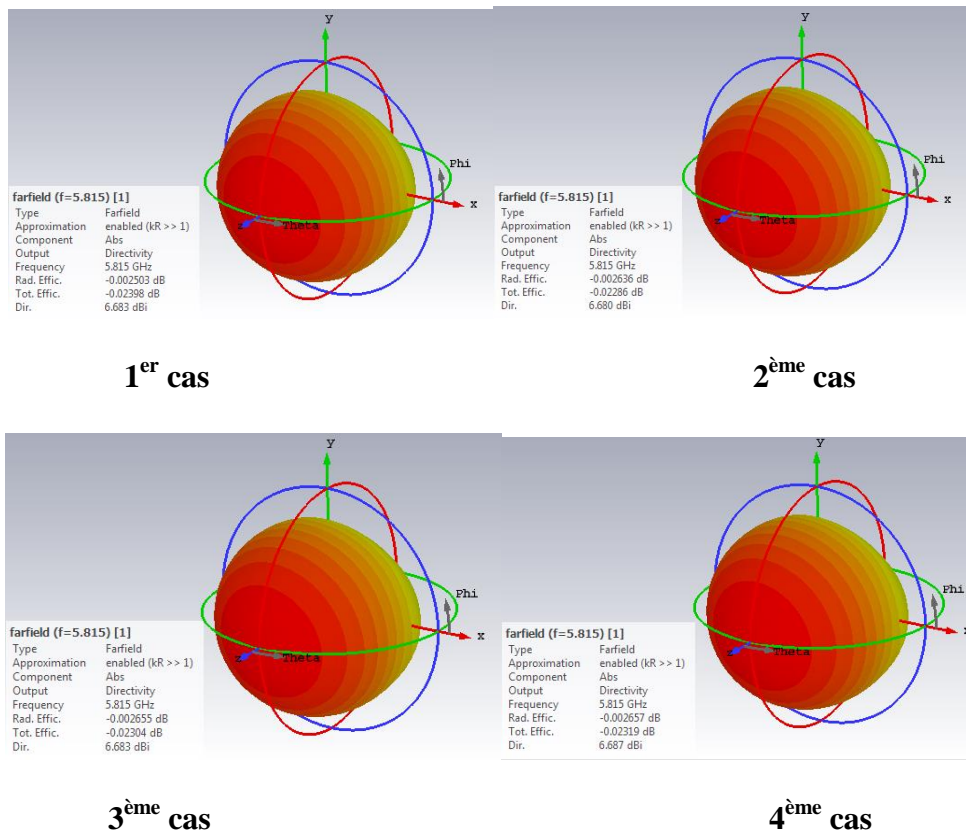 y
Phi
x
z
Theta
farfield (f=5.815) [1]
Type Farfield
Approximation enabled (kR >> 1)
Component Abs
Output Directivity
Frequency 5.815 GHz
Rad. Effic. -0.002503 dB
Tot. Effic. -0.02398 dB
Dir. 6.683 dBi
1er cas
y
Phi
x
z
Theta
farfield (f=5.815) [1]
Type Farfield
Approximation enabled (kR >> 1)
Component Abs
Output Directivity
Frequency 5.815 GHz
Rad. Effic. -0.002636 dB
Tot. Effic. -0.02286 dB
Dir. 6.680 dBi
2ème cas
y
Phi
x
z
Theta
farfield (f=5.815) [1]
Type Farfield
Approximation enabled (kR >> 1)
Component Abs
Output Directivity
Frequency 5.815 GHz
Rad. Effic. -0.002655 dB
Tot. Effic. -0.02304 dB
Dir. 6.683 dBi
3ème cas
y
Phi
x
z
Theta
farfield (f=5.815) [1]
Type Farfield
Approximation enabled (kR >> 1)
Component Abs
Output Directivity
Frequency 5.815 GHz
Rad. Effic. -0.002657 dB
Tot. Effic. -0.02319 dB
Dir. 6.687 dBi
4ème cas